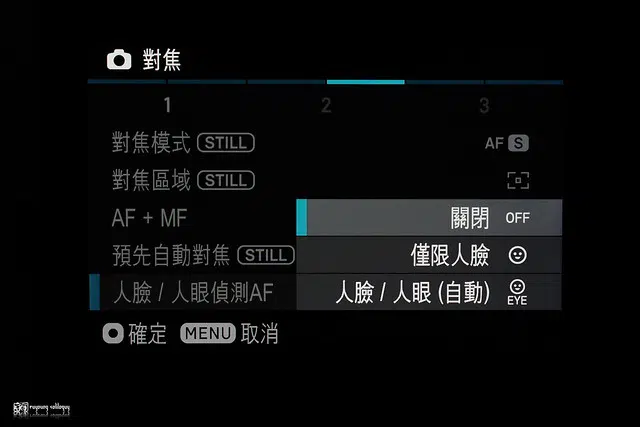 對焦
1 2 3
對焦模式 STILL AF S
對焦區域 STILL
AF + MF 關閉 OFF
預先自動對焦 STILL 僅限人臉
人臉 / 人眼偵測AF 人臉 / 人眼 (自動) EYE
確定 MENU 取消